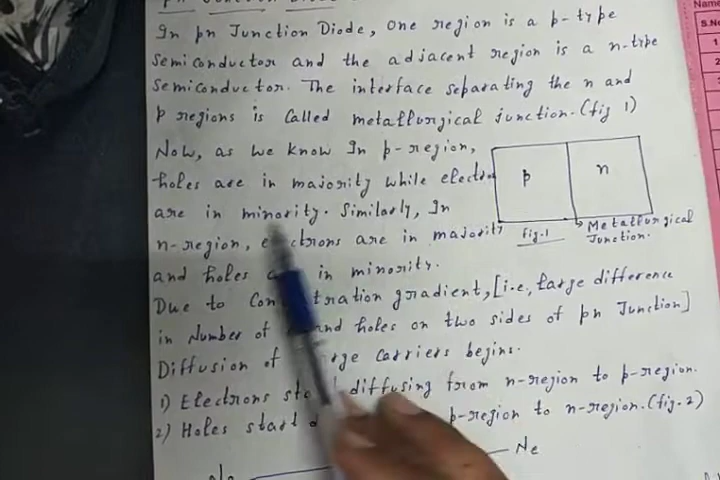 In pn Junction Diode, one region is a p-type
Semiconductor and the adjacent region is a n-type
Semiconductor. The interface separating the n and
p regions is called metallurgical junction. (fig 1)
Now, as we know In p-region,
holes are in majority while
are in minority. Similarly, In
n-region, are in majority
and holes in minority.
p
n
fig.1
Metallurgical
Junction.
Due to gradient, [i.e, large difference
in Number of and holes on two sides of pn Junction]
Diffusion of carriers begins.
1) Electrons diffusing from n-region to p-region.
2) Holes start p-region to n-region. (fig.2)
Ne
Name
S.No
1
2